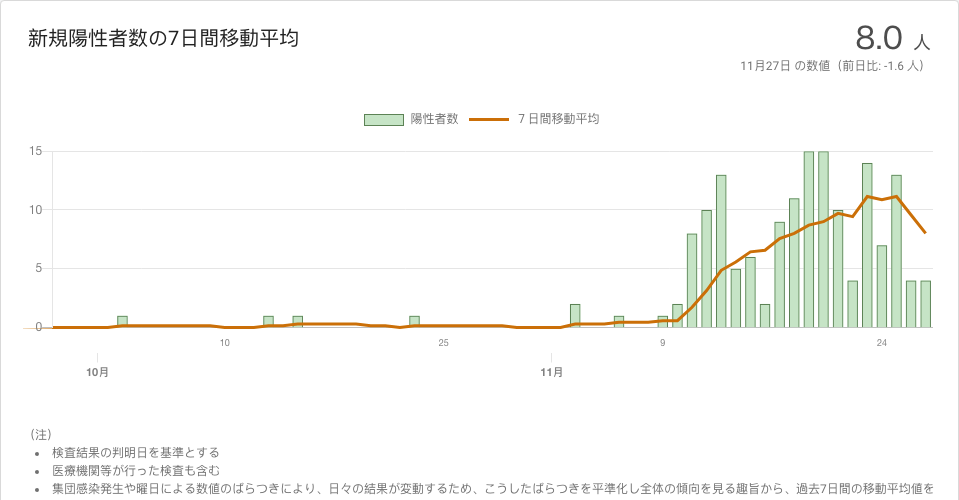 新規陽性者数の7日間移動平均
8.0 人
11月27日 の数値（前日比: -1.6 人）
陽性者数 7 日間移動平均
15
10
5
0
10 25 9 24
10月 11月
（注）
• 検査結果の判明日を基準とする
• 医療機関等が行った検査も含む
• 集団感染発生や曜日による数値のばらつきにより、日々の結果が変動するため、こうしたばらつきを平準化し全体の傾向を見る趣旨から、過去7日間の移動平均値を